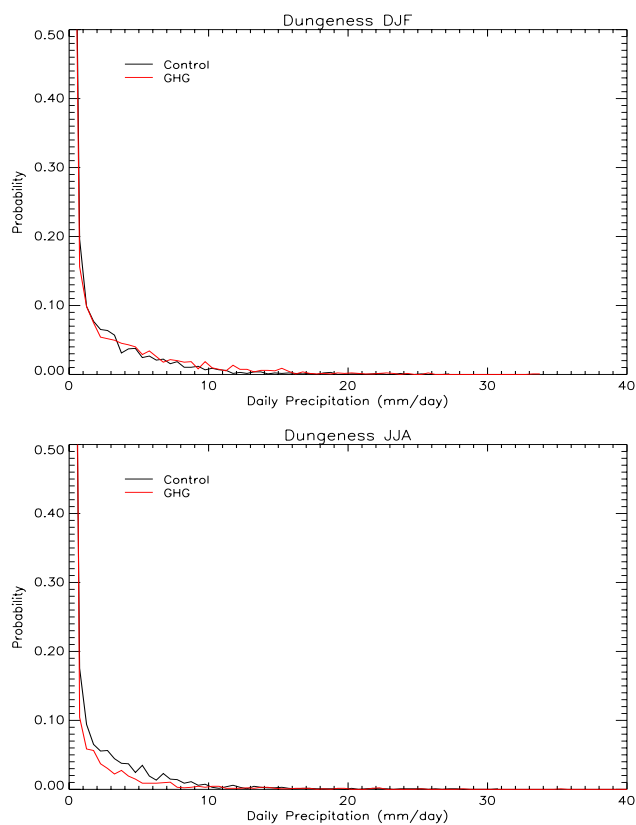 Dungeness DJF
0.50
Control
GHG
0.40
0.30
Probability
0.20
0.10
0.00
0 10 20 30 40
Daily Precipitation (mm/day)
Dungeness JJA
0.50
Control
GHG
0.40
0.30
Probability
0.20
0.10
0.00
0 10 20 30 40
Daily Precipitation (mm/day)